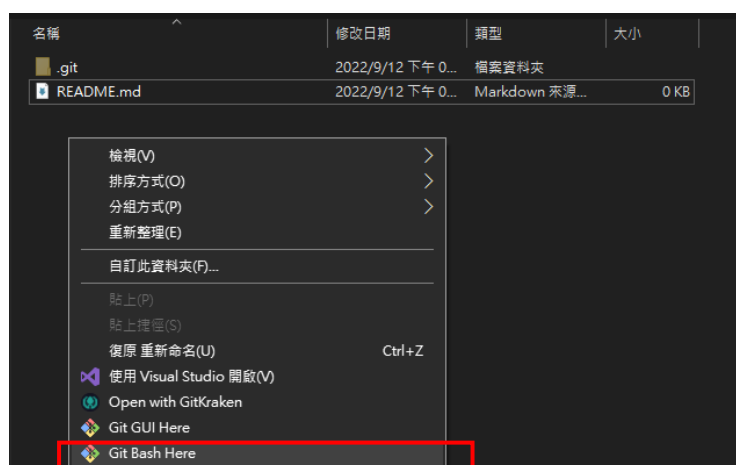 名稱 修改日期 類型 大小
.git 2022/9/12 下午 0... 檔案資料夾
README.md 2022/9/12 下午 0... Markdown 來源... 0 KB
檢視(V)
排序方式(O)
分組方式(P)
重新整理(E)
自訂此資料夾(F)...
貼上(P)
貼上捷徑(S)
復原 重新命名(U) Ctrl+Z
使用 Visual Studio 開啟(V)
Open with GitKraken
Git GUI Here
Git Bash Here